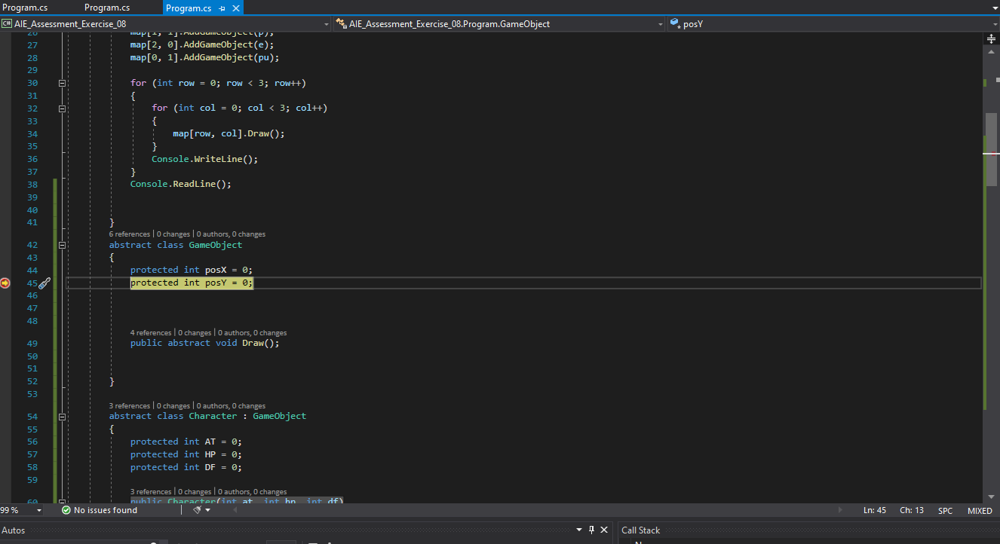 Program.cs Program.cs Program.cs
C# AIE_Assessment_Exercise_08 AIE_Assessment_Exercise_08.Program.GameObject posY
26 map[1, 1].AddGameObject(p);
27 map[2, 0].AddGameObject(e);
28 map[0, 1].AddGameObject(pu);
29
30 for (int row = 0; row < 3; row++)
31 {
32 for (int col = 0; col < 3; col++)
33 {
34 map[row, col].Draw();
35 }
36 Console.WriteLine();
37 }
38 Console.ReadLine();
39
40
41 }
6 references | 0 changes | 0 authors, 0 changes
42 abstract class GameObject
43 {
44 protected int posX = 0;
45 protected int posY = 0;
46
47
48
4 references | 0 changes | 0 authors, 0 changes
49 public abstract void Draw();
50
51
52 }
53
3 references | 0 changes | 0 authors, 0 changes
54 abstract class Character : GameObject
55 {
56 protected int AT = 0;
57 protected int HP = 0;
58 protected int DF = 0;
59
3 references | 0 changes | 0 authors, 0 changes
60 public Character(int at, int hp, int df)
99 % No issues found Ln: 45 Ch: 13 SPC MIXED
Autos Call Stack